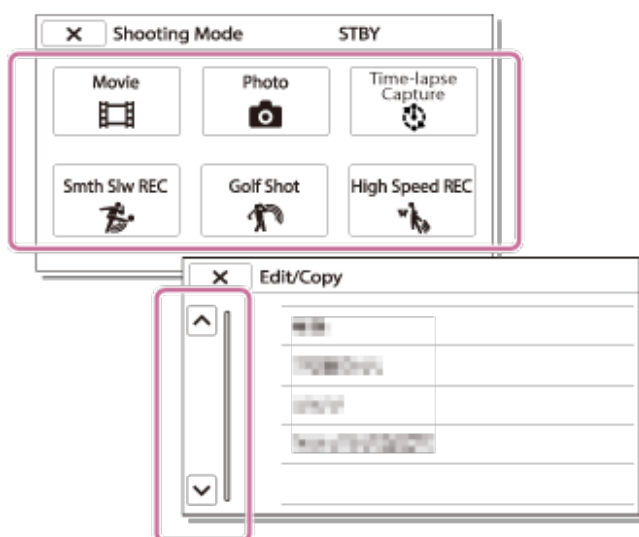 × Shooting Mode STBY
Movie Photo Time-lapse
Capture
Smth Slw REC Golf Shot High Speed REC
× Edit/Copy